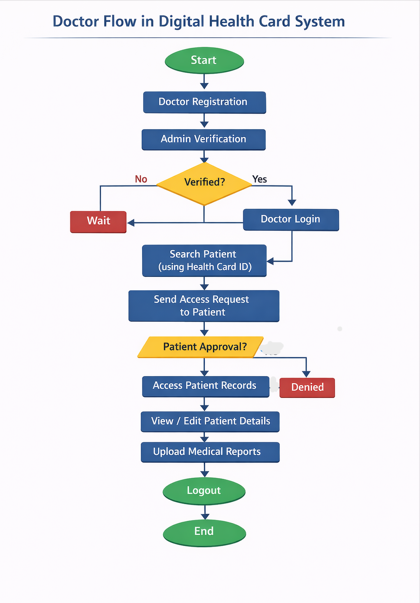 Doctor Flow in Digital Health Card System
Start
Doctor Registration
Admin Verification
No
Verified?
Yes
Wait
Doctor Login
Search Patient
(using Health Card ID)
Send Access Request
to Patient
Patient Approval?
Access Patient Records
Denied
View / Edit Patient Details
Upload Medical Reports
Logout
End